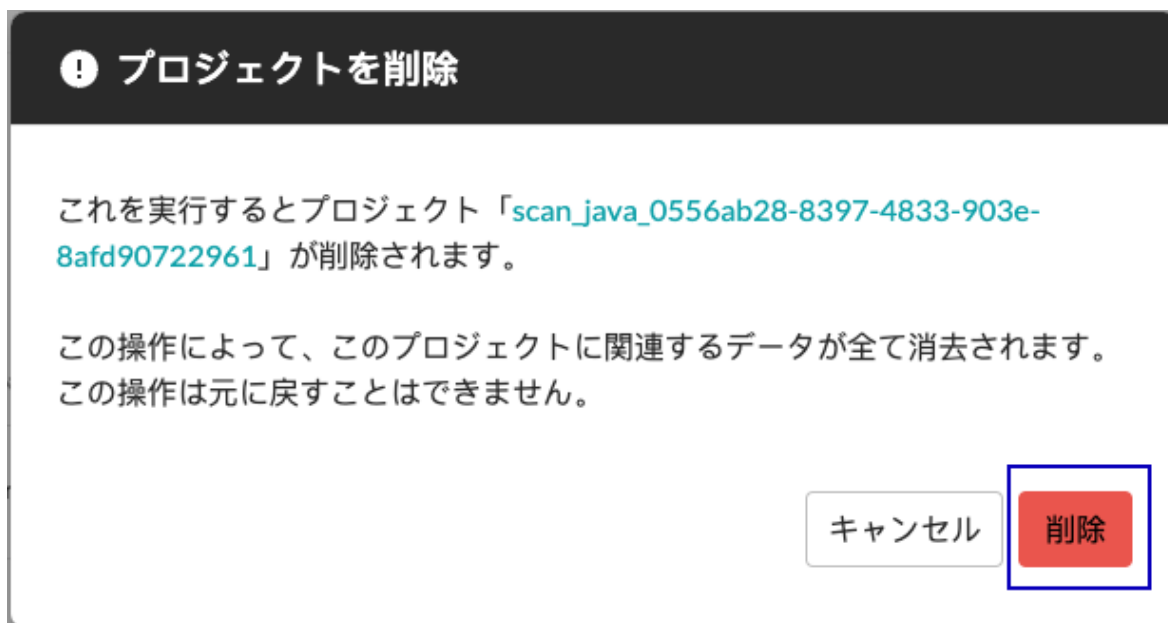 プロジェクトを削除
これを実行するとプロジェクト「scan_java_0556ab28-8397-4833-903e-
8afd90722961」が削除されます。
この操作によって、このプロジェクトに関連するデータが全て消去されます。
この操作は元に戻すことはできません。
キャンセル 削除